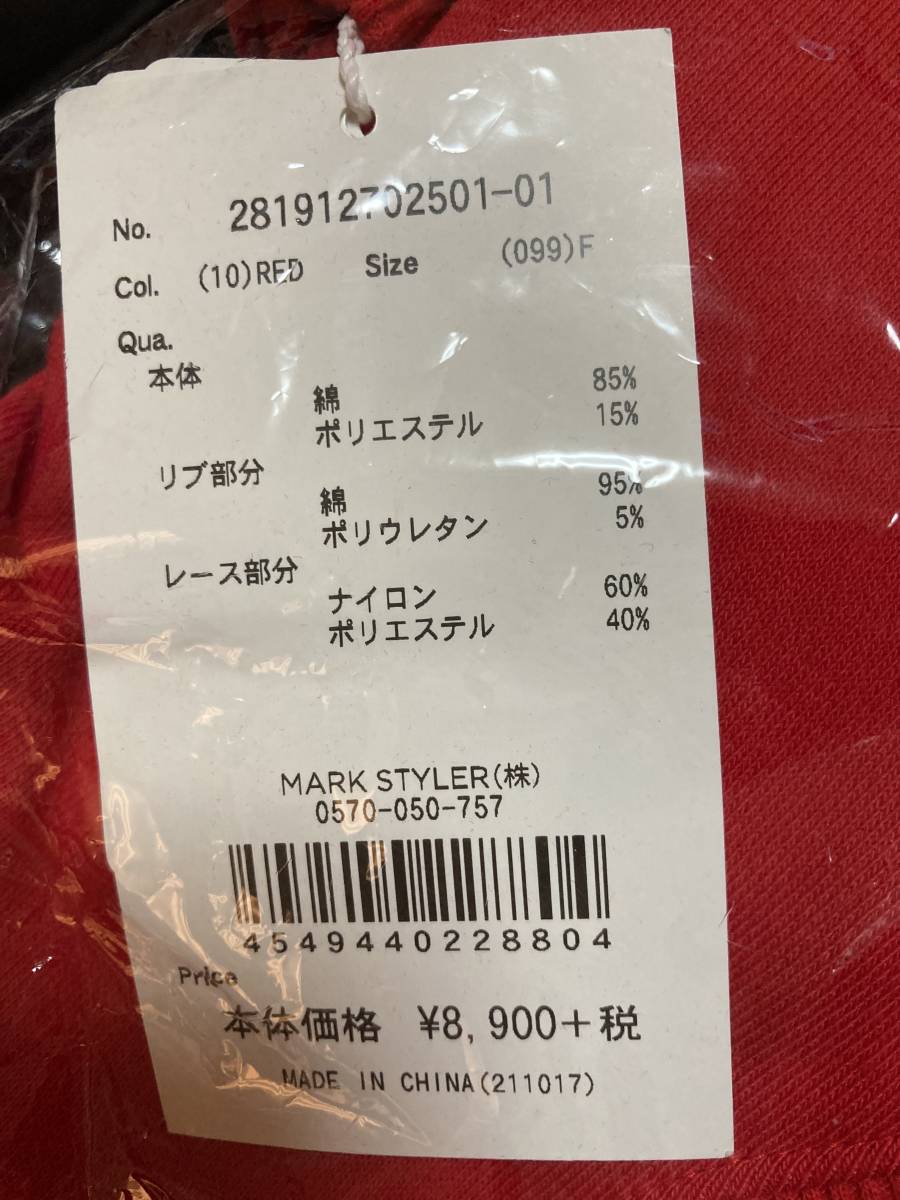 No. 281912702501-01
Col. (10)RED Size (099)F
Qua.
本体
綿 85%
ポリエステル 15%
リブ部分
綿 95%
ポリウレタン 5%
レース部分
ナイロン 60%
ポリエステル 40%
MARK STYLER(株)
0570-050-757
4549440228804
Price
本体価格 ¥8,900+税
MADE IN CHINA(211017)